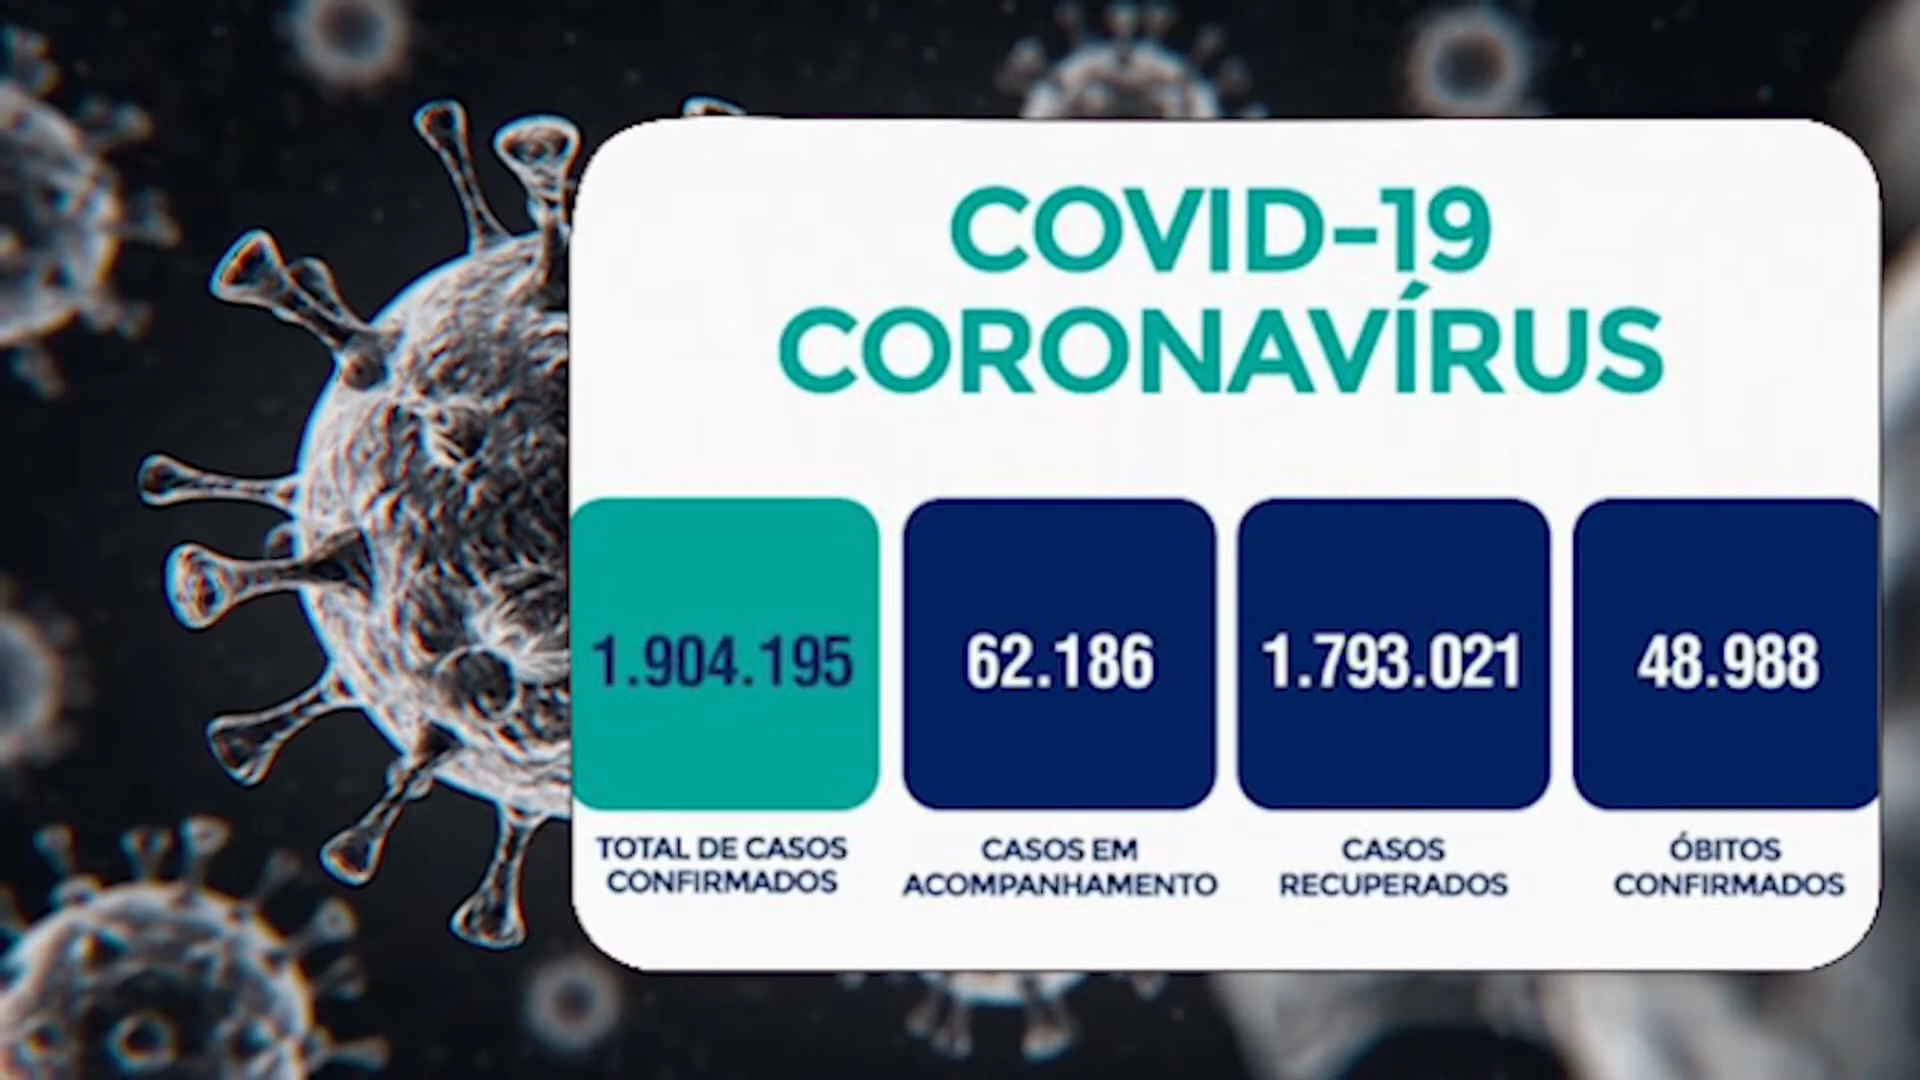 COVID-19
CORONAVÍRUS
1.904.195
62.186
1.793.021
48.988
TOTAL DE CASOS
CONFIRMADOS
CASOS EM
ACOMPANHAMENTO
CASOS
RECUPERADOS
ÓBITOS
CONFIRMADOS